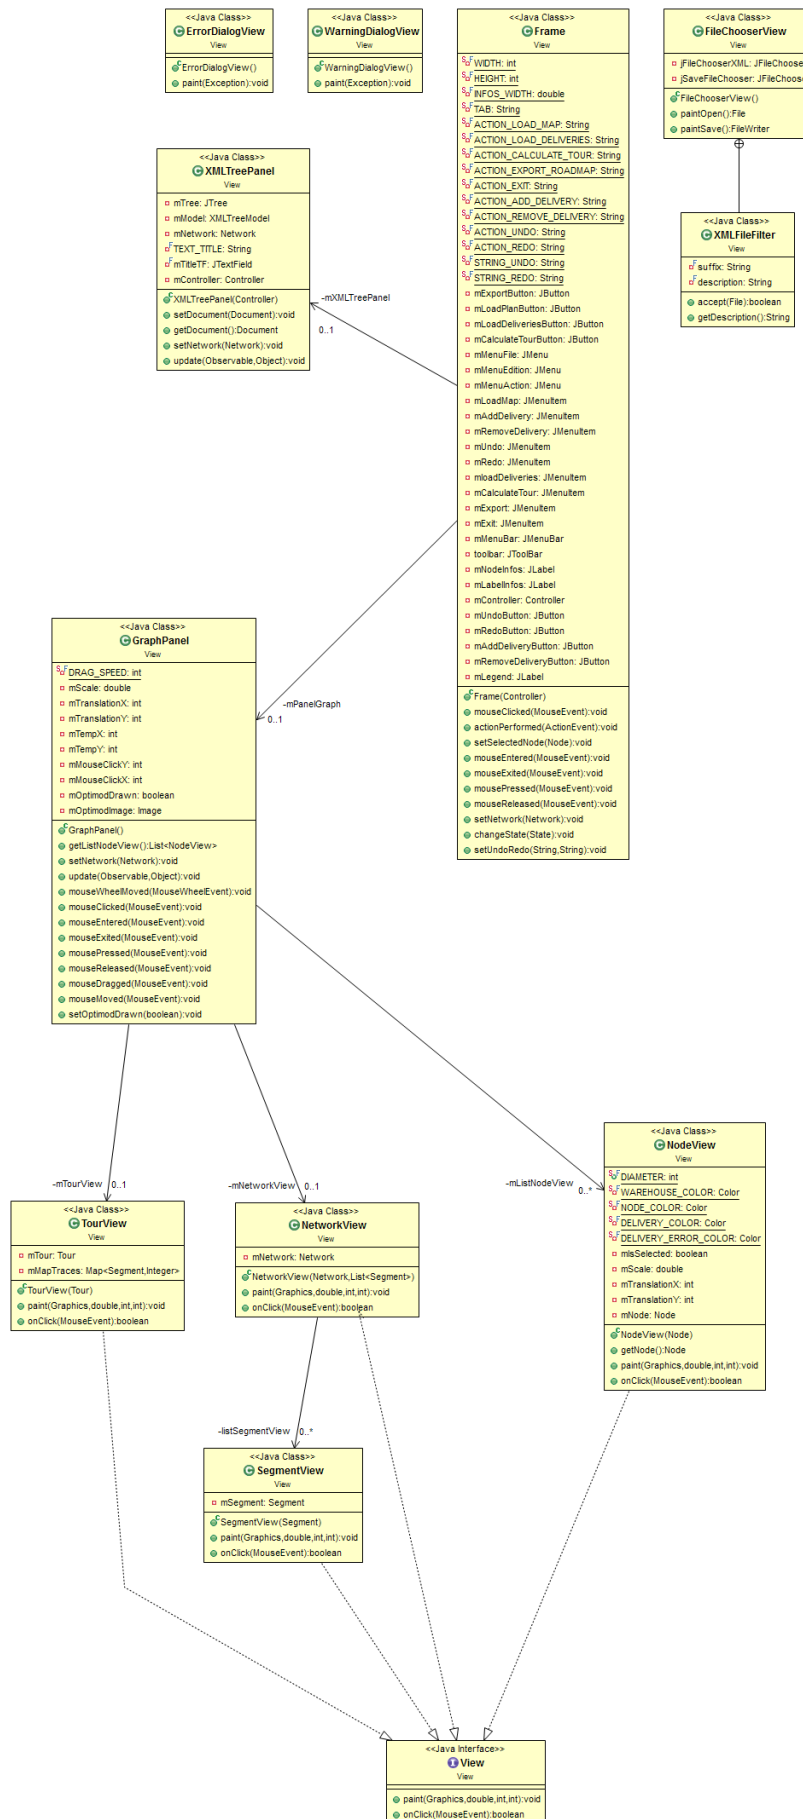 <<Java Class>>
ErrorDialogView
View
ErrorDialogView()
paint(Exception):void
<<Java Class>>
WarningDialogView
View
WarningDialogView()
paint(Exception):void
<<Java Class>>
Frame
View
WIDTH: int
HEIGHT: int
INFOS_WIDTH: double
TAB: String
ACTION_LOAD_MAP: String
ACTION_LOAD_DELIVERIES: String
ACTION_CALCULATE_TOUR: String
ACTION_EXPORT_ROADMAP: String
ACTION_EXIT: String
ACTION_ADD_DELIVERY: String
ACTION_REMOVE_DELIVERY: String
ACTION_UNDO: String
ACTION_REDO: String
STRING_UNDO: String
STRING_REDO: String
mExportButton: JButton
mLoadPlanButton: JButton
mLoadDeliveriesButton: JButton
mCalculateTourButton: JButton
mMenuFile: JMenu
mMenuEdition: JMenu
mMenuAction: JMenu
mLoadMap: JMenuItem
mAddDelivery: JMenuItem
mRemoveDelivery: JMenuItem
mUndo: JMenuItem
mRedo: JMenuItem
mloadDeliveries: JMenuItem
mCalculateTour: JMenuItem
mExport: JMenuItem
mExit: JMenuItem
mMenuBar: JMenuBar
toolbar: JToolBar
mNodeInfos: JLabel
mLabelInfos: JLabel
mController: Controller
mUndoButton: JButton
mRedoButton: JButton
mAddDeliveryButton: JButton
mRemoveDeliveryButton: JButton
mLegend: JLabel
Frame(Controller)
mouseClicked(MouseEvent):void
actionPerformed(ActionEvent):void
setSelectedNode(Node):void
mouseEntered(MouseEvent):void
mouseExited(MouseEvent):void
mousePressed(MouseEvent):void
mouseReleased(MouseEvent):void
setNetwork(Network):void
changeState(State):void
setUndoRedo(String,String):void
<<Java Class>>
FileChooserView
View
jFileChooserXML: JFileChooser
jSaveFileChooser: JFileChooser
FileChooserView()
paintOpen():File
paintSave():FileWriter
<<Java Class>>
XMLFileFilter
View
suffix: String
description: String
accept(File):boolean
getDescription():String
<<Java Class>>
XMLTreePanel
View
mTree: JTree
mModel: XMLTreeModel
mNetwork: Network
TEXT_TITLE: String
mTitleTF: JTextField
mController: Controller
XMLTreePanel(Controller)
setDocument(Document):void
getDocument():Document
setNetwork(Network):void
update(Observable,Object):void
-mXMLTreePanel
0..1
-mPanelGraph
0..1
<<Java Class>>
GraphPanel
View
DRAG_SPEED: int
mScale: double
mTranslationX: int
mTranslationY: int
mTempX: int
mTempY: int
mMouseClickY: int
mMouseClickX: int
mOptimodDrawn: boolean
mOptimodImage: Image
GraphPanel()
getListNodeView():List<NodeView>
setNetwork(Network):void
update(Observable,Object):void
mouseWheelMoved(MouseWheelEvent):void
mouseClicked(MouseEvent):void
mouseEntered(MouseEvent):void
mouseExited(MouseEvent):void
mousePressed(MouseEvent):void
mouseReleased(MouseEvent):void
mouseDragged(MouseEvent):void
mouseMoved(MouseEvent):void
setOptimodDrawn(boolean):void
-mTourView
0..1
-mNetworkView
0..1
-mListNodeView
0..*
<<Java Class>>
TourView
View
mTour: Tour
mMapTraces: Map<Segment,Integer>
TourView(Tour)
paint(Graphics,double,int,int):void
onClick(MouseEvent):boolean
<<Java Class>>
NetworkView
View
mNetwork: Network
NetworkView(Network,List<Segment>)
paint(Graphics,double,int,int):void
onClick(MouseEvent):boolean
<<Java Class>>
NodeView
View
DIAMETER: int
WAREHOUSE_COLOR: Color
NODE_COLOR: Color
DELIVERY_COLOR: Color
DELIVERY_ERROR_COLOR: Color
mIsSelected: boolean
mScale: double
mTranslationX: int
mTranslationY: int
mNode: Node
NodeView(Node)
getNode():Node
paint(Graphics,double,int,int):void
onClick(MouseEvent):boolean
-listSegmentView
0..*
<<Java Class>>
SegmentView
View
mSegment: Segment
SegmentView(Segment)
paint(Graphics,double,int,int):void
onClick(MouseEvent):boolean
<<Java Interface>>
View
View
paint(Graphics,double,int,int):void
onClick(MouseEvent):boolean